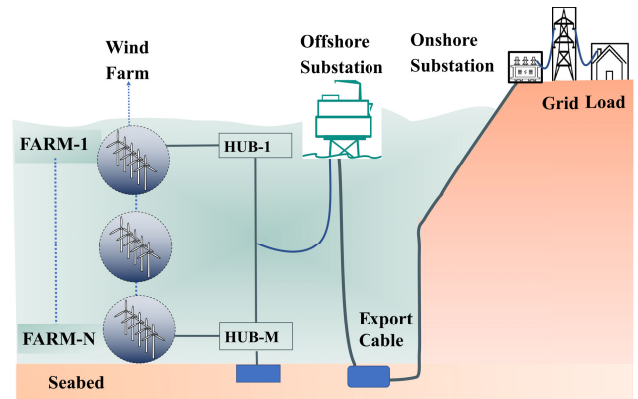 Wind
Farm
Offshore
Substation
Onshore
Substation
Grid Load
FARM-1
HUB-1
FARM-N
HUB-M
Export
Cable
Seabed